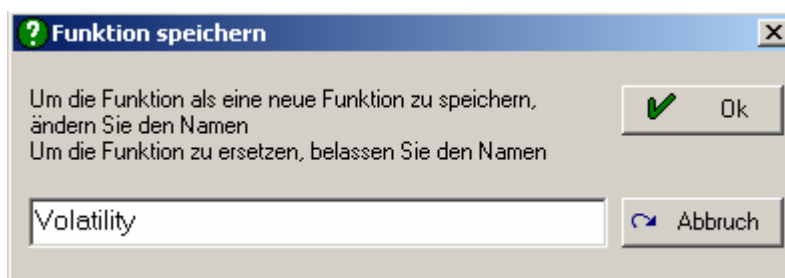 Funktion speichern
Um die Funktion als eine neue Funktion zu speichern,
ändern Sie den Namen
Um die Funktion zu ersetzen, belassen Sie den Namen
Ok
Volatility
Abbruch